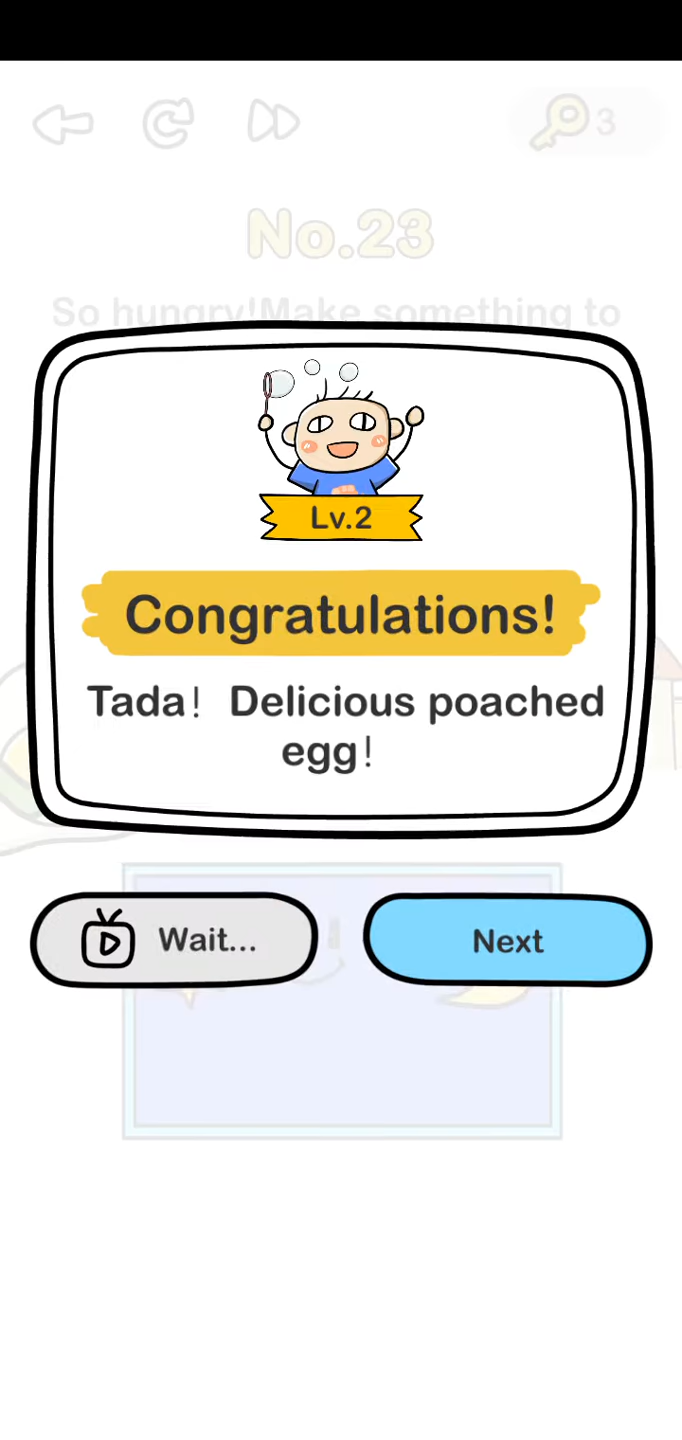 3
No.23
So hungry!Make something to
Lv.2
Congratulations!
Tada! Delicious poached
egg!
Wait...
Next